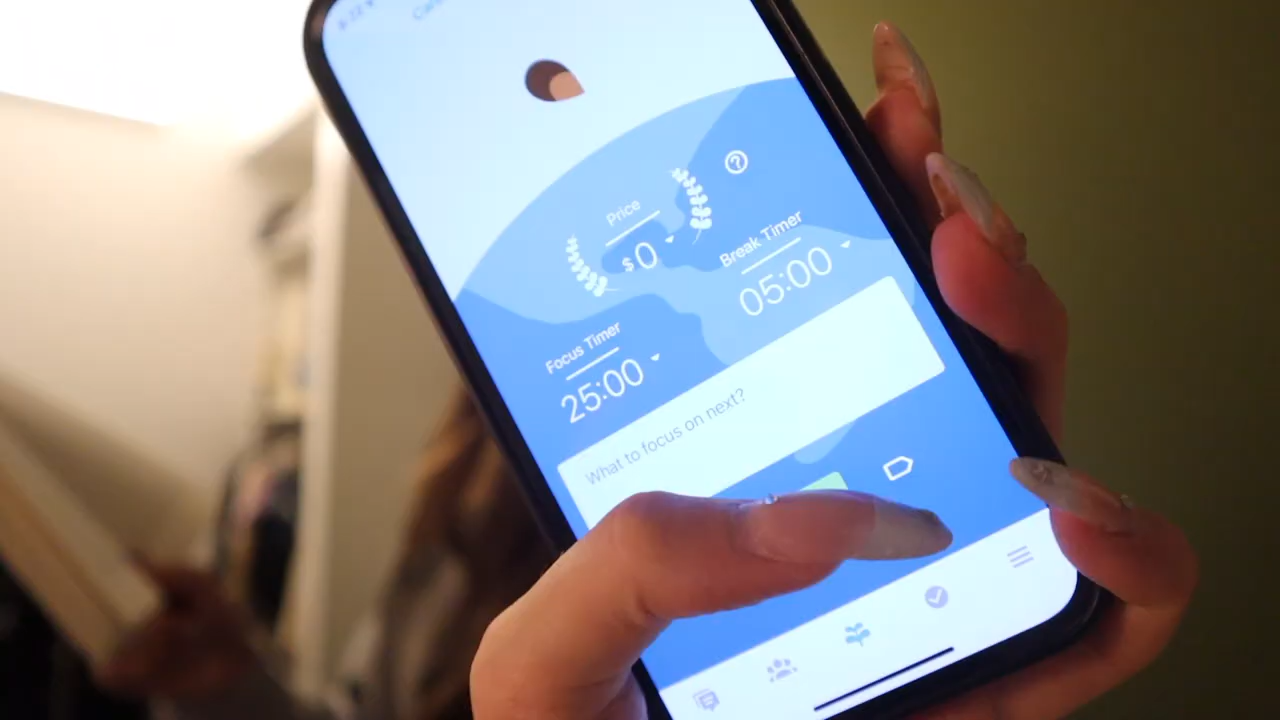 Price
$0
Break Timer
05:00
Focus Timer
25:00
What to focus on next?